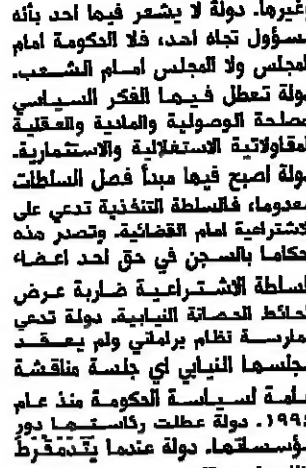 وغيرها. دولة لا يشعر فيها احد بأنه
مسؤول تجاه احد، فلا الحكومة امام
المجلس ولا المجلس امام الشعب.
دولة تعطل فيها الفكر السياسي
لمصلحة الوصولية والمادية والعقلية
المقاولاتية الاستغلالية والاستثمارية.
دولة اصبح فيها مبدأ فصل السلطات
معدوما، فالسلطة التنفذية تدعي على
الاشتراعية امام القضائية. وتصدر هذه
احكاما بالسجن في حق احد اعضاء
السلطة الاشتراعية ضاربة عرض
الحائط الحصانة النيابية. دولة تدعي
ممارسة نظام برلماني ولم يعقد
مجلسها النيابي اي جلسة مناقشة
عامة لسياسة الحكومة منذ عام
دولة عطلت رئاستها دور
مؤسساتها. دولة عندما يتدمقرط